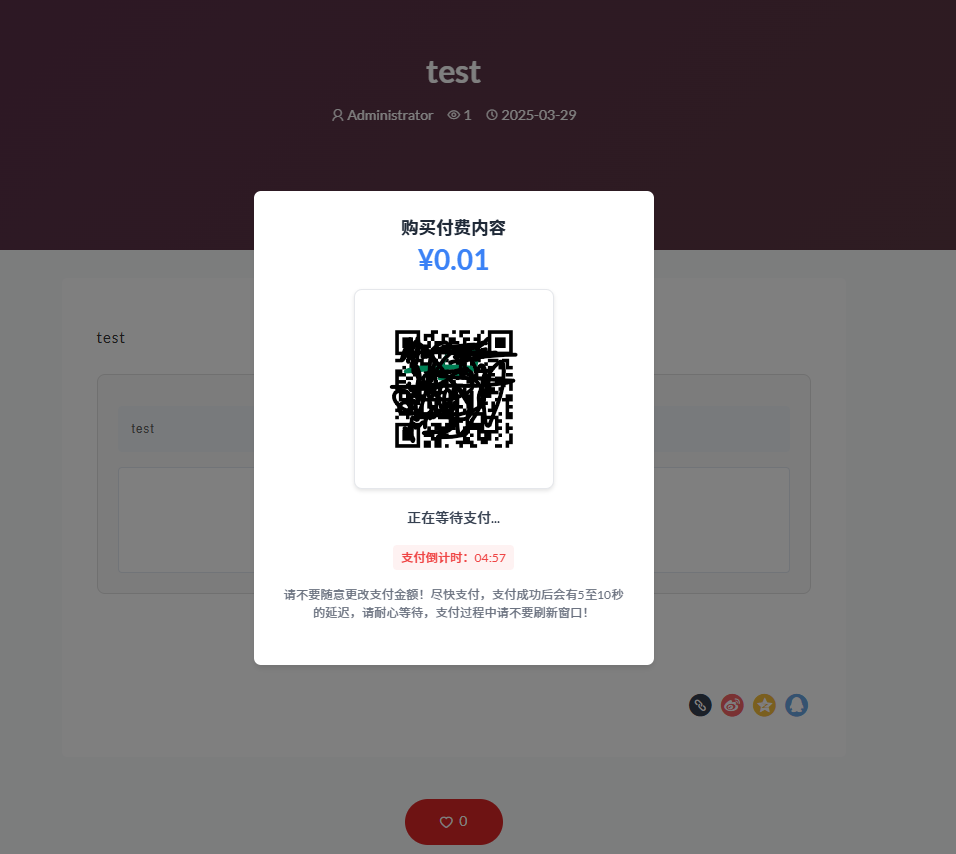 test
Administrator 1 2025-03-29
购买付费内容
¥0.01
test
test
正在等待支付...
支付倒计时：04:57
请不要随意更改支付金额！尽快支付，支付成功后会有5至10秒
的延迟，请耐心等待，支付过程中请不要刷新窗口！
0